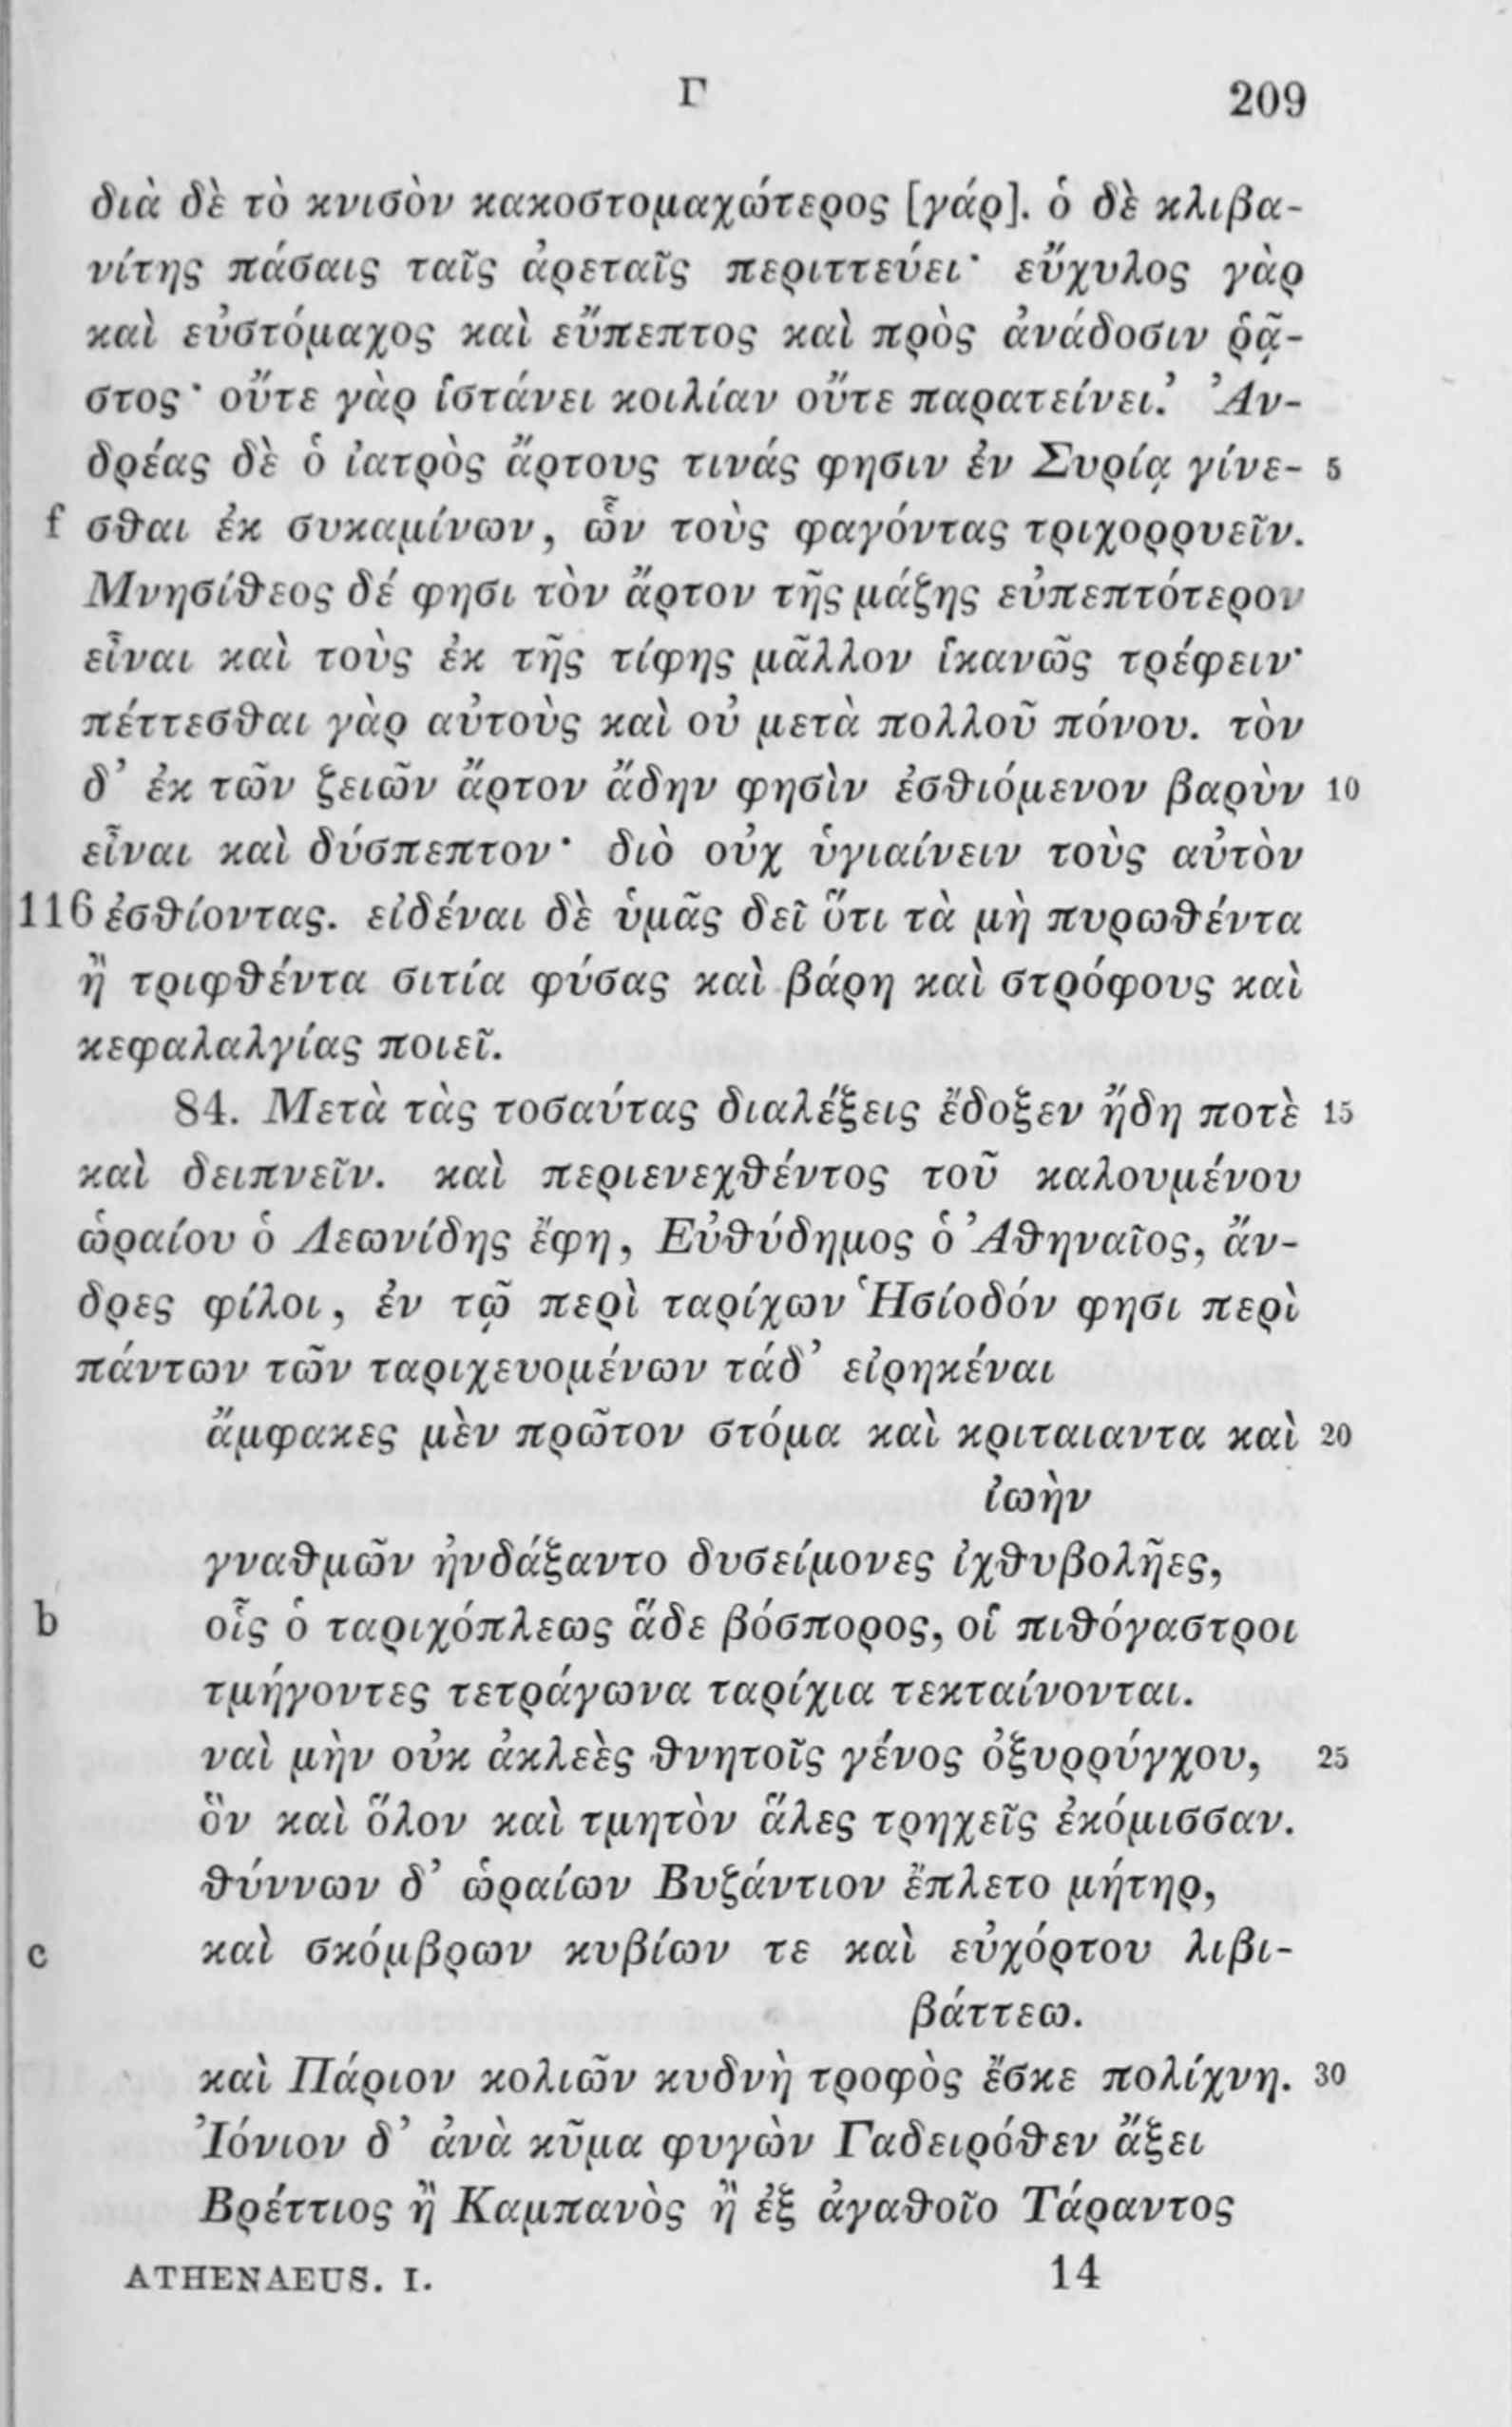 Γ 209
διὰ δὲ τὸ κνισὸν κακοστομαχώτερος [γάρ]. ὁ δὲ κλιβα-
νίτης πάσαις ταῖς ἀρεταῖς περιττεύει· εὔχυλος γὰρ
καὶ εὐστόμαχος καὶ εὔπεπτος καὶ πρὸς ἀνάδοσιν ῥᾷ-
στος· οὔτε γὰρ ἱστάνει κοιλίαν οὔτε παρατείνει.’ Ἀν-
δρέας δὲ ὁ ἰατρὸς ἄρτους τινάς φησιν ἐν Συρίᾳ γίνε- 5
f σθαι ἐκ συκαμίνων, ὧν τοὺς φαγόντας τριχορρυεῖν.
Μνησίθεος δέ φησι τὸν ἄρτον τῆς μάζης εὐπεπτότερον
εἶναι καὶ τοὺς ἐκ τῆς τίφης μᾶλλον ἱκανῶς τρέφειν·
πέττεσθαι γὰρ αὐτοὺς καὶ οὐ μετὰ πολλοῦ πόνου. τὸν
δ’ ἐκ τῶν ζειῶν ἄρτον ἄδην φησὶν ἐσθιόμενον βαρὺν 10
εἶναι καὶ δύσπεπτον· διὸ οὐχ ὑγιαίνειν τοὺς αὐτὸν
116 ἐσθίοντας. εἰδέναι δὲ ὑμᾶς δεῖ ὅτι τὰ μὴ πυρωθέντα
ἢ τριφθέντα σιτία φύσας καὶ βάρη καὶ στρόφους καὶ
κεφαλαλγίας ποιεῖ.
84. Μετὰ τὰς τοσαύτας διαλέξεις ἔδοξεν ἤδη ποτὲ 15
καὶ δειπνεῖν. καὶ περιενεχθέντος τοῦ καλουμένου
ὡραίου ὁ Λεωνίδης ἔφη, Εὐθύδημος ὁ Ἀθηναῖος, ἄν-
δρες φίλοι, ἐν τῷ περὶ ταρίχων Ἡσίοδόν φησι περὶ
πάντων τῶν ταριχευομένων τάδ’ εἰρηκέναι
ἄμφακες μὲν πρῶτον στόμα καὶ κριταιαντα καὶ 20
ἰωὴν
γναθμῶν ἠνδάξαντο δυσείμονες ἰχθυβολῆες,
b οἷς ὁ ταριχόπλεως ἅδε βόσπορος, οἱ πιθόγαστροι
τμήγοντες τετράγωνα ταρίχια τεκταίνονται.
ναὶ μὴν οὐκ ἀκλεὲς θνητοῖς γένος ὀξυρρύγχου, 25
ὃν καὶ ὅλον καὶ τμητὸν ἅλες τρηχεῖς ἐκόμισσαν.
θύννων δ’ ὡραίων Βυζάντιον ἔπλετο μήτηρ,
c καὶ σκόμβρων κυβίων τε καὶ εὐχόρτου λιβι-
βάττεω.
καὶ Πάριον κολιῶν κυδνὴ τροφὸς ἔσκε πολίχνη. 30
Ἰόνιον δ’ ἀνὰ κῦμα φυγὼν Γαδειρόθεν ἄξει
Βρέττιος ἢ Καμπανὸς ἢ ἐξ ἀγαθοῖο Τάραντος
ATHENAEUS. I. 14